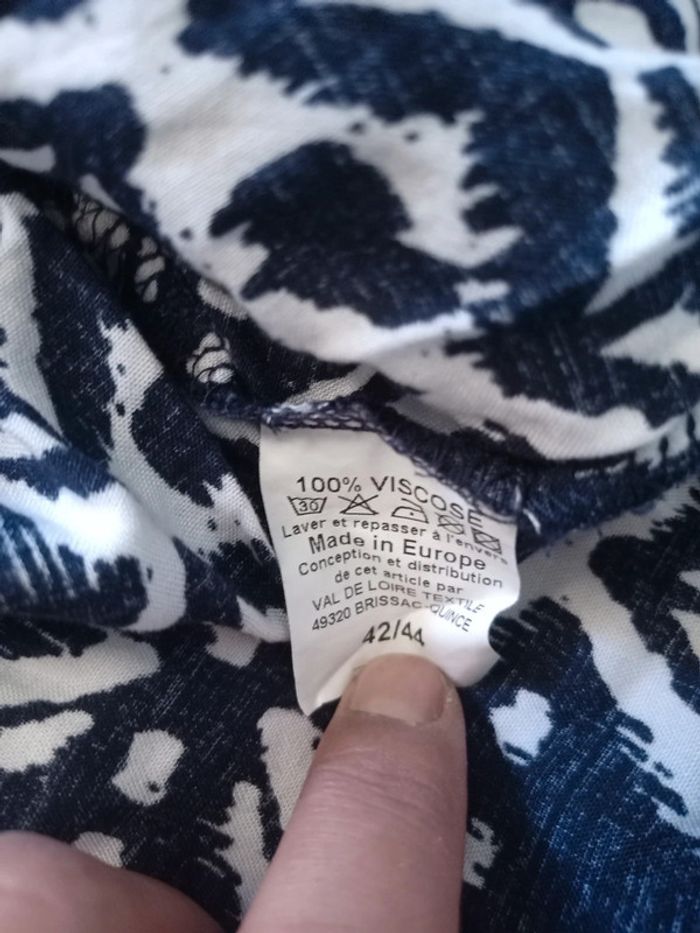 100% VISCOSE
30
Laver et repasser à l'envers
Made in Europe
Conception et distribution
de cet article par
VAL DE LOIRE TEXTILE
49320 BRISSAC-QUINCE
42/44